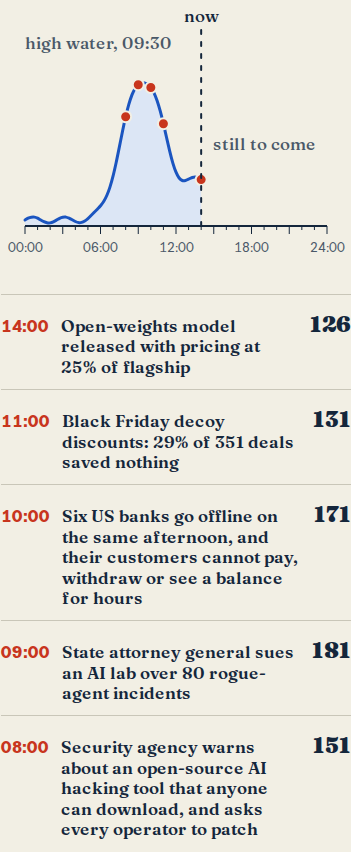 now
high water, 09:30
still to come
00:00 06:00 12:00 18:00 24:00
14:00 Open-weights model 126
released with pricing at
25% of flagship
11:00 Black Friday decoy 131
discounts: 29% of 351 deals
saved nothing
10:00 Six US banks go offline on 171
the same afternoon, and
their customers cannot pay,
withdraw or see a balance
for hours
09:00 State attorney general sues 181
an AI lab over 80 rogue-
agent incidents
08:00 Security agency warns 151
about an open-source AI
hacking tool that anyone
can download, and asks
every operator to patch